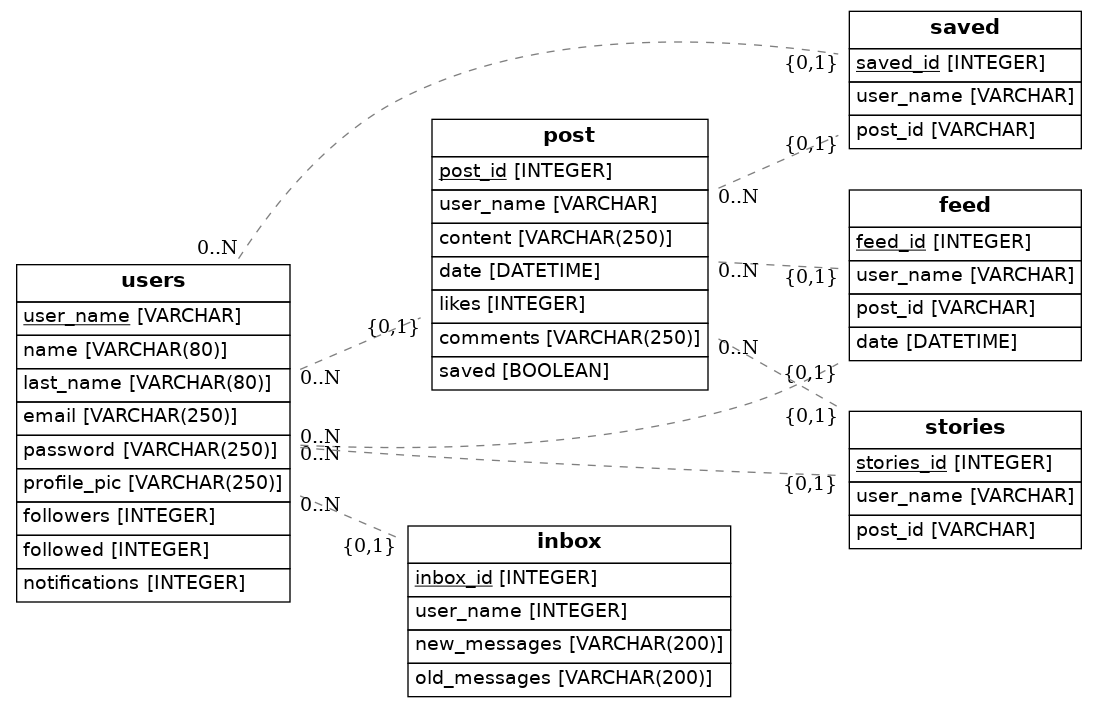 saved
saved_id [INTEGER]
user_name [VARCHAR]
post_id [VARCHAR]
{0,1}
{0,1}
post
post_id [INTEGER]
user_name [VARCHAR]
content [VARCHAR(250)]
date [DATETIME]
likes [INTEGER]
comments [VARCHAR(250)]
saved [BOOLEAN]
0..N
0..N
0..N
{0,1}
feed
feed_id [INTEGER]
user_name [VARCHAR]
post_id [VARCHAR]
date [DATETIME]
{0,1}
{0,1}
0..N
users
user_name [VARCHAR]
name [VARCHAR(80)]
last_name [VARCHAR(80)]
email [VARCHAR(250)]
password [VARCHAR(250)]
profile_pic [VARCHAR(250)]
followers [INTEGER]
followed [INTEGER]
notifications [INTEGER]
0..N
0..N
0..N
0..N
{0,1}
stories
stories_id [INTEGER]
user_name [VARCHAR]
post_id [VARCHAR]
{0,1}
{0,1}
inbox
inbox_id [INTEGER]
user_name [INTEGER]
new_messages [VARCHAR(200)]
old_messages [VARCHAR(200)]